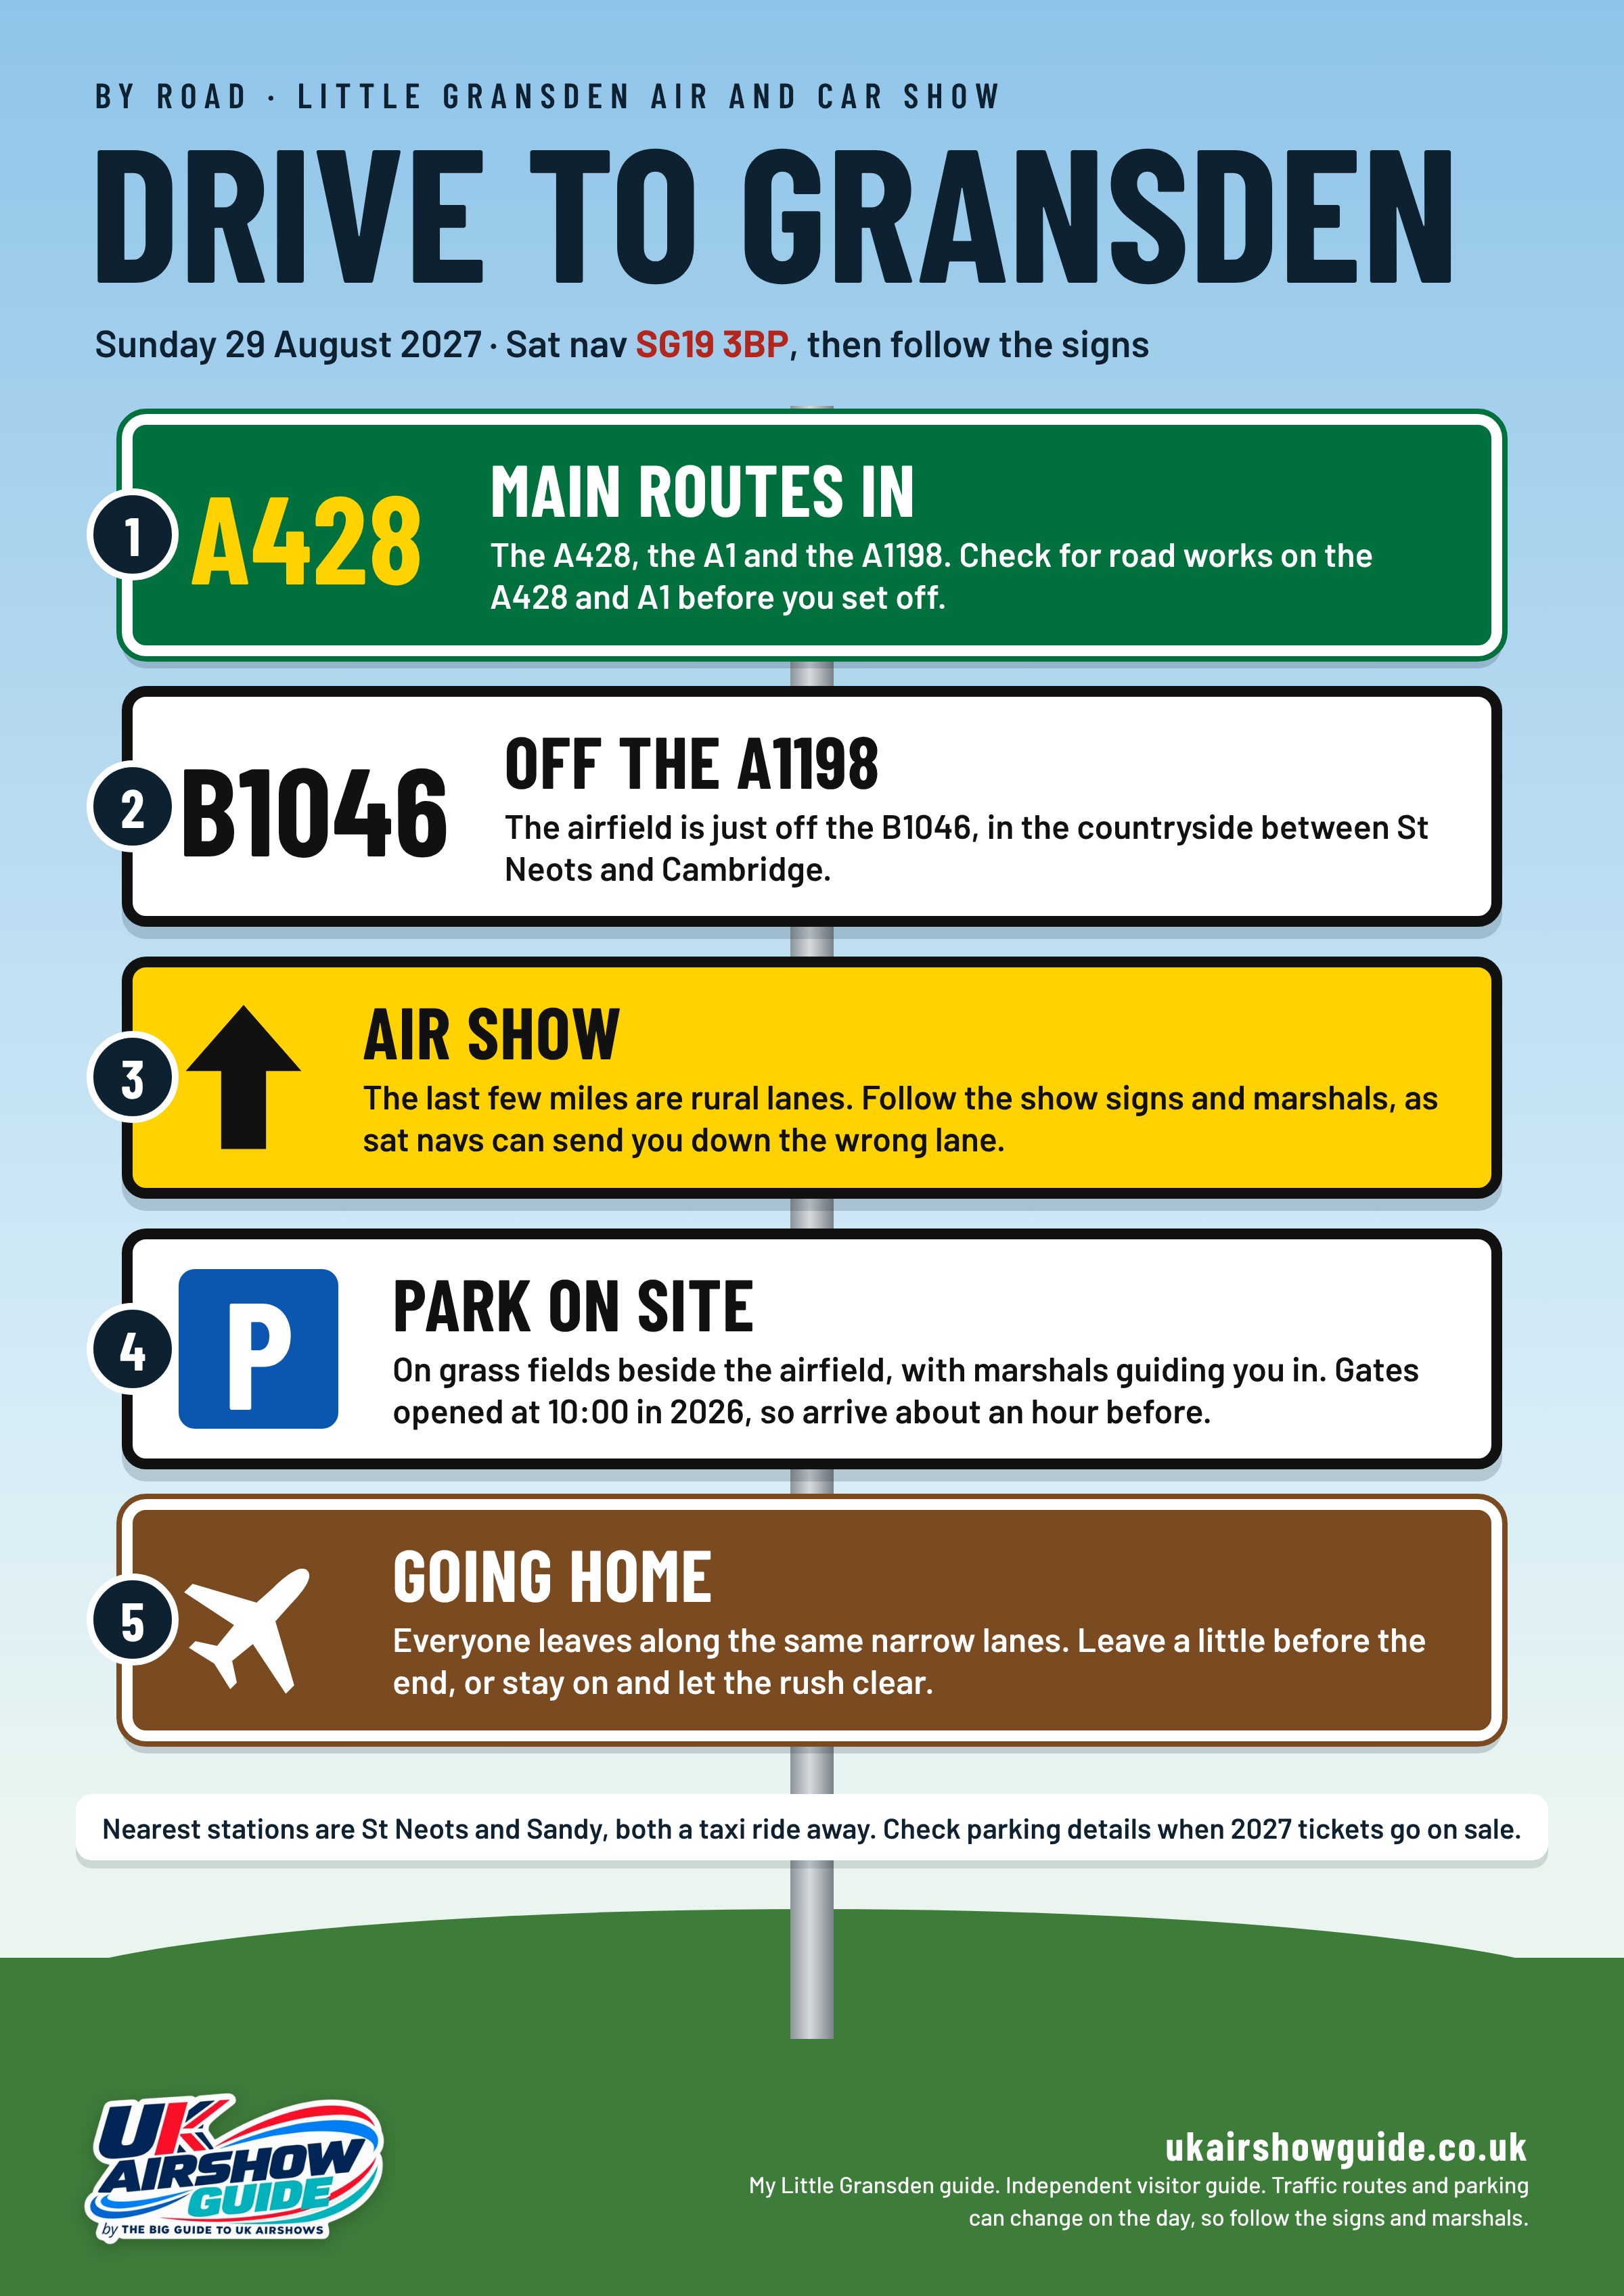 BY ROAD · LITTLE GRANSDEN AIR AND CAR SHOW
DRIVE TO GRANSDEN
Sunday 29 August 2027 · Sat nav SG19 3BP, then follow the signs
1
A428
MAIN ROUTES IN
The A428, the A1 and the A1198. Check for road works on the
A428 and A1 before you set off.
2
B1046
OFF THE A1198
The airfield is just off the B1046, in the countryside between St
Neots and Cambridge.
3
AIR SHOW
The last few miles are rural lanes. Follow the show signs and marshals, as
sat navs can send you down the wrong lane.
4
P
PARK ON SITE
On grass fields beside the airfield, with marshals guiding you in. Gates
opened at 10:00 in 2026, so arrive about an hour before.
5
GOING HOME
Everyone leaves along the same narrow lanes. Leave a little before the
end, or stay on and let the rush clear.
Nearest stations are St Neots and Sandy, both a taxi ride away. Check parking details when 2027 tickets go on sale.
UK
AIRSHOW
GUIDE
by THE BIG GUIDE TO UK AIRSHOWS
ukairshowguide.co.uk
My Little Gransden guide. Independent visitor guide. Traffic routes and parking
can change on the day, so follow the signs and marshals.